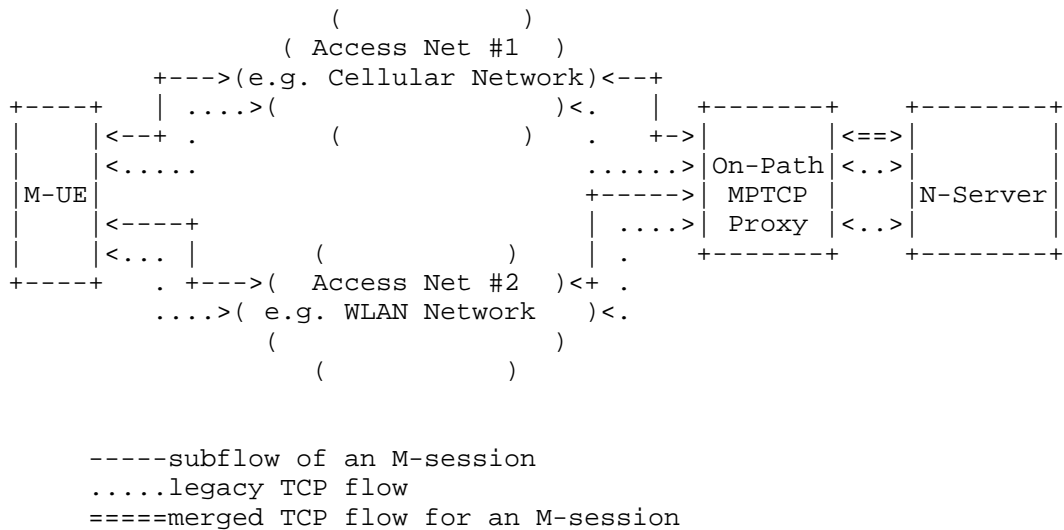 ( )
( Access Net #1 )
+--->(e.g. Cellular Network)<--+
+----+ | ....>( )<. | +-------+ +--------+
| |<--+ . ( ) . +->| |<==>| |
| |<..... ......>|On-Path|<..>| |
|M-UE| +----->| MPTCP | |N-Server|
| |<----+ | ....>| Proxy |<..>| |
| |<... | ( ) | . +-------+ +--------+
+----+ . +--->( Access Net #2 )<+ .
....>( e.g. WLAN Network )<.
( )
( )
-----subflow of an M-session
.....legacy TCP flow
=====merged TCP flow for an M-session